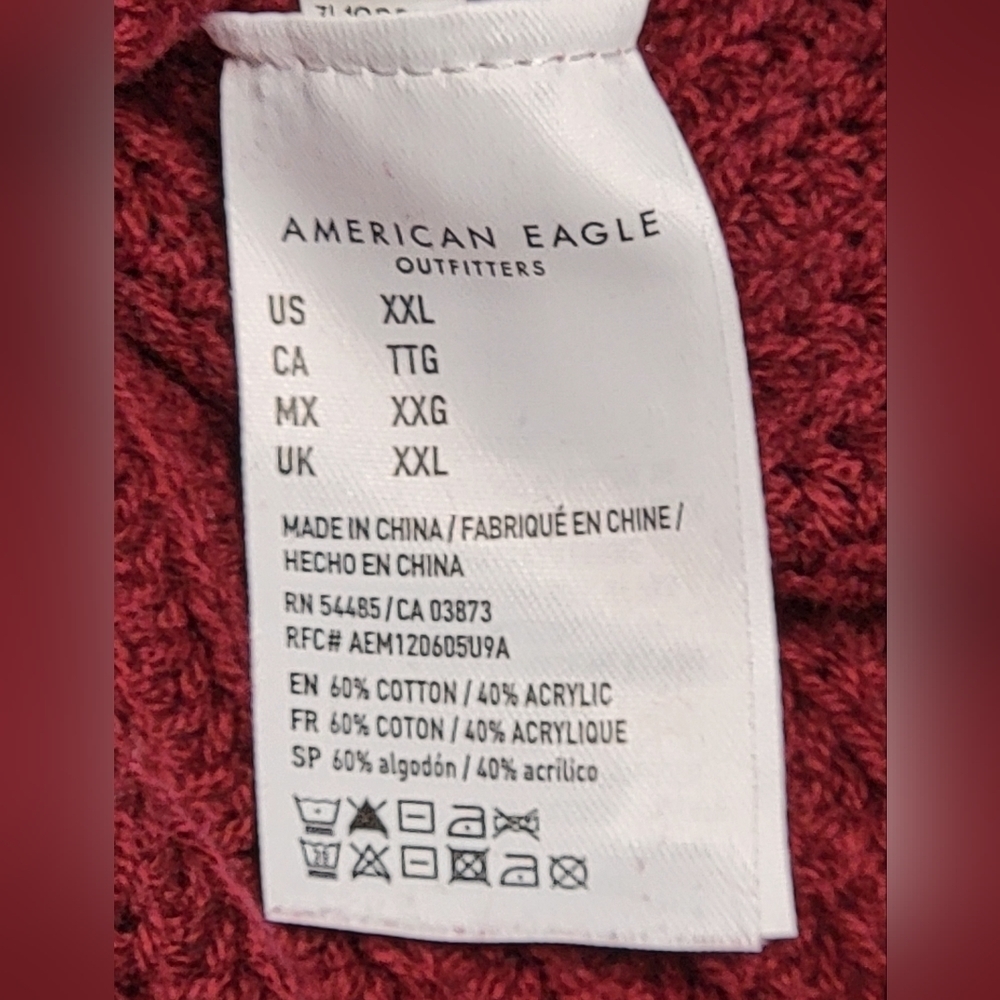 AMERICAN EAGLE
OUTFITTERS
US XXL
CA TTG
MX XXG
UK XXL
MADE IN CHINA / FABRIQUÉ EN CHINE /
HECHO EN CHINA
RN 54485 / CA 03873
RFC# AEM120605U9A
EN 60% COTTON / 40% ACRYLIC
FR 60% COTON / 40% ACRYLIQUE
SP 60% algodón / 40% acrílico